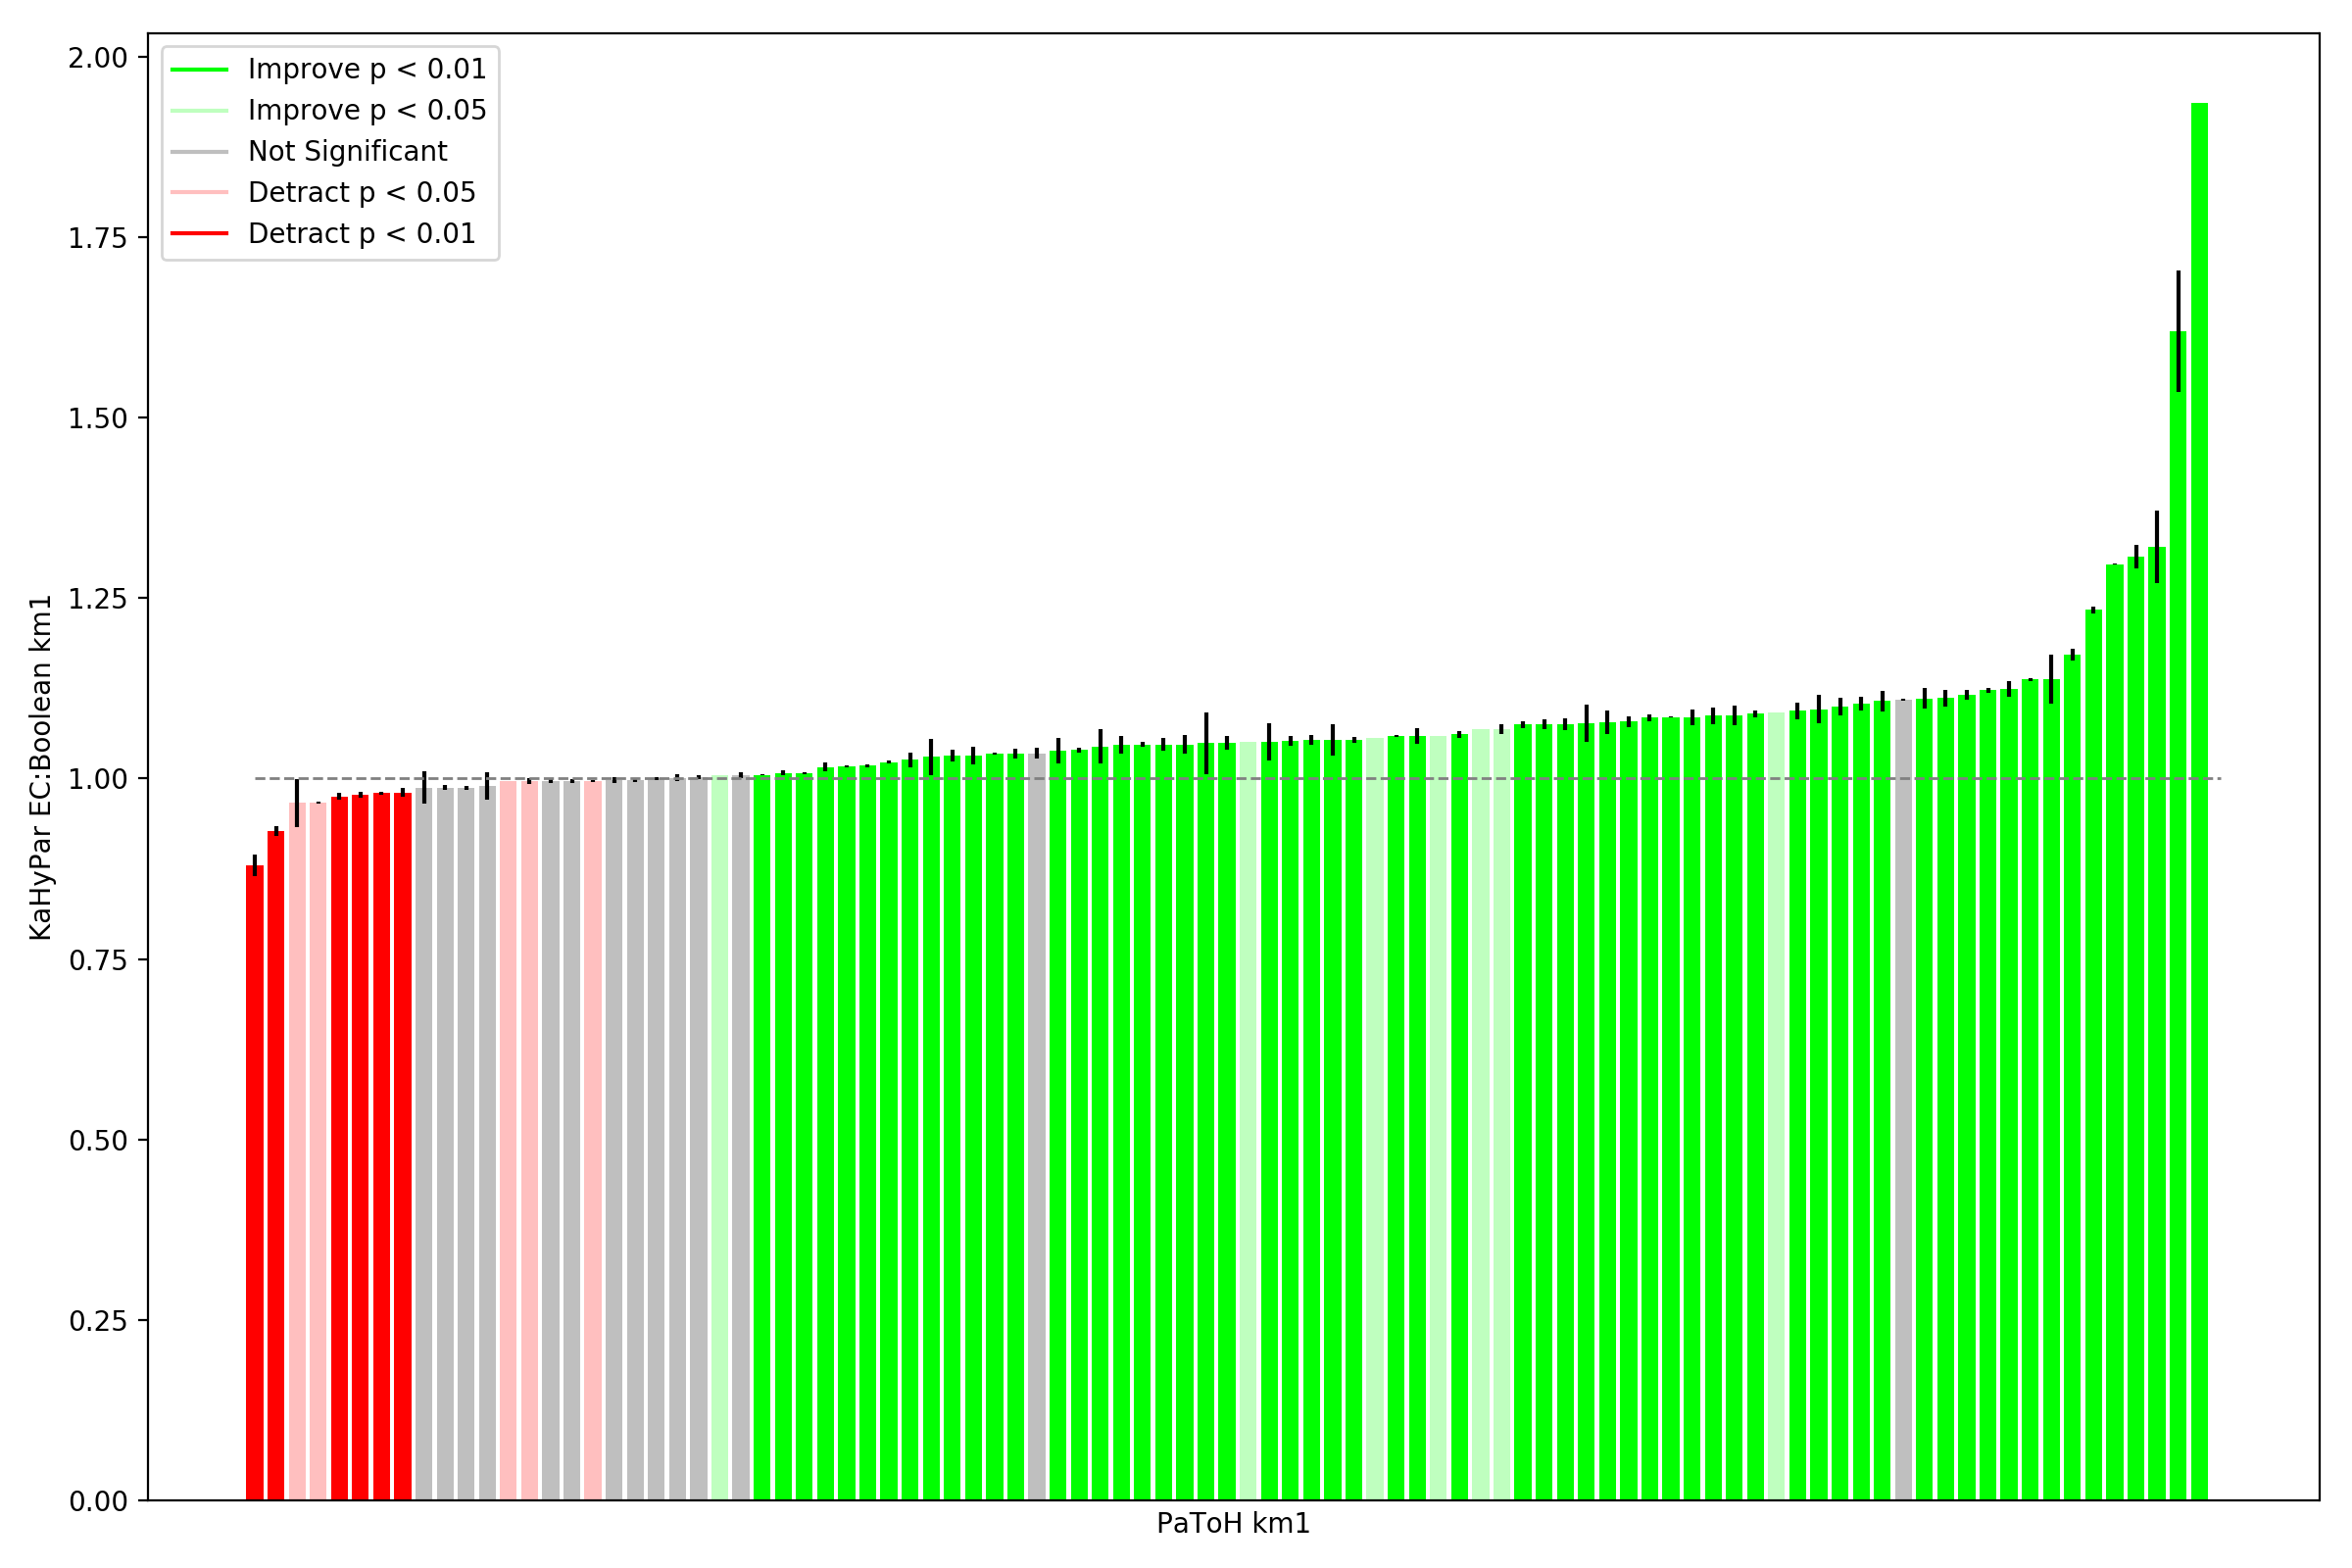 2.00
1.75
1.50
1.25
1.00
0.75
0.50
0.25
0.00
KaHyPar EC:Boolean km1
Improve p < 0.01
Improve p < 0.05
Not Significant
Detract p < 0.05
Detract p < 0.01
PaToH km1